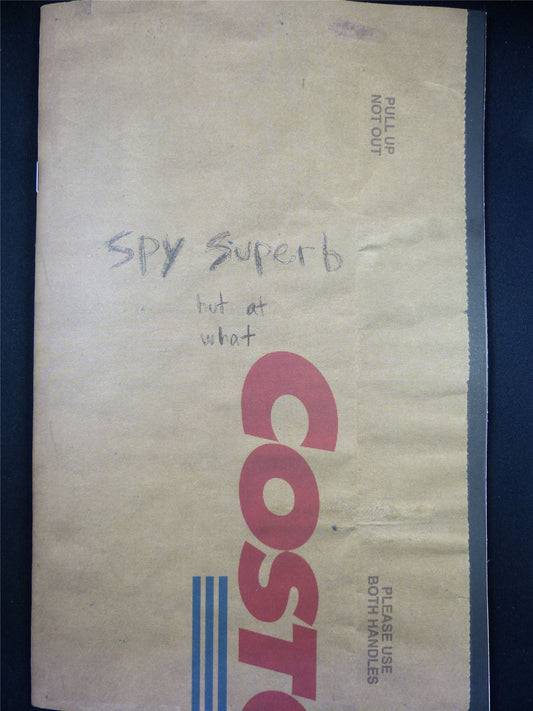 PULL UP
NOT OUT
Spy Superb
but at
what
COSTC
PLEASE USE
BOTH HANDLES